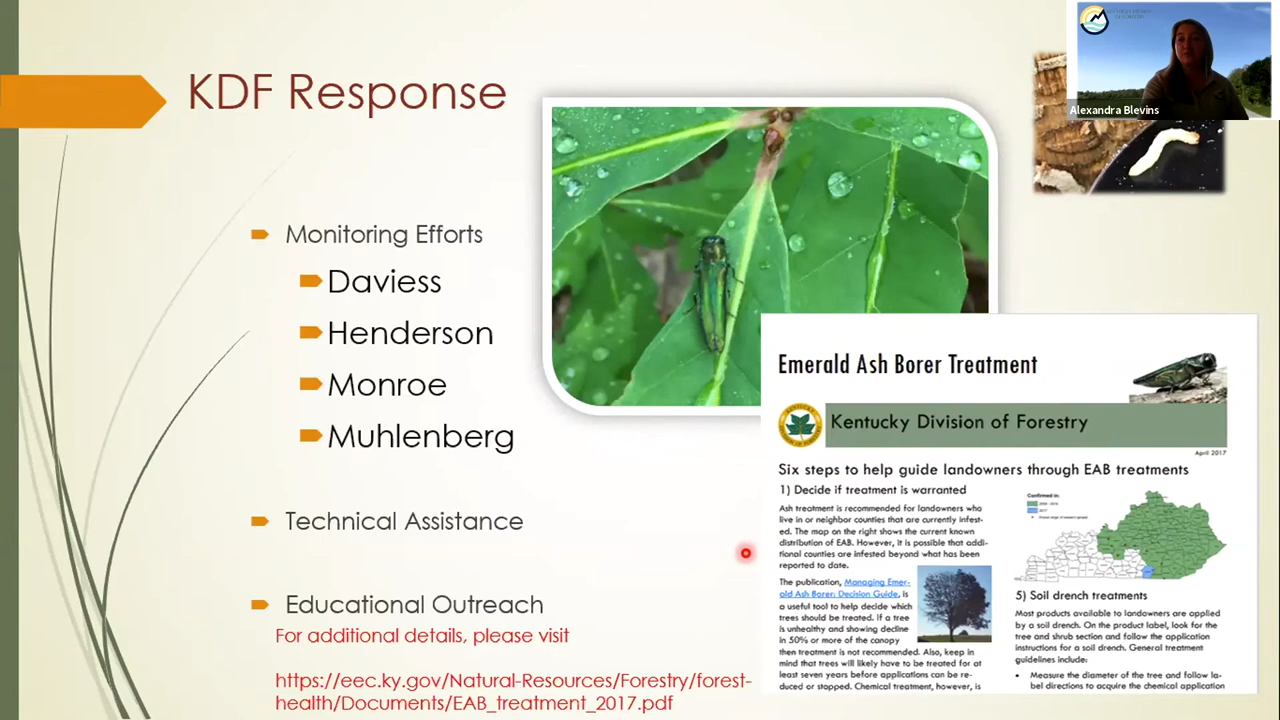 KDF Response
Alexandra Blevins
Monitoring Efforts
Daviess
Henderson
Monroe
Muhlenberg
Technical Assistance
Educational Outreach
For additional details, please visit
https://eec.ky.gov/Natural-Resources/Forestry/forest-
health/Documents/EAB_treatment_2017.pdf
Emerald Ash Borer Treatment
Kentucky Division of Forestry
April 2017
Six steps to help guide landowners through EAB treatments
1) Decide if treatment is warranted
Ash treatment is recommended for landowners who
live in or neighbor counties that are currently infest-
ed. The map on the right shows the current known
distribution of EAB. However, it is possible that addi-
tional counties are infested beyond what has been
reported to date.
The publication, Managing Emer-
ald Ash Borer: Decision Guide, is
a useful tool to help decide which
trees should be treated. If a tree
is unhealthy and showing decline
in 50% or more of the canopy
then treatment is not recommended. Also, keep in
mind that trees will likely have to be treated for at
least seven years before applications can be re-
duced or stopped. Chemical treatment, however, is
Confirmed in:
2017
5) Soil drench treatments
Most products available to landowners are applied
by a soil drench. On the product label, look for the
tree and shrub section and follow the application
instructions for a soil drench. General treatment
guidelines include:
• Measure the diameter of the tree and follow la-
bel directions to acquire the chemical application